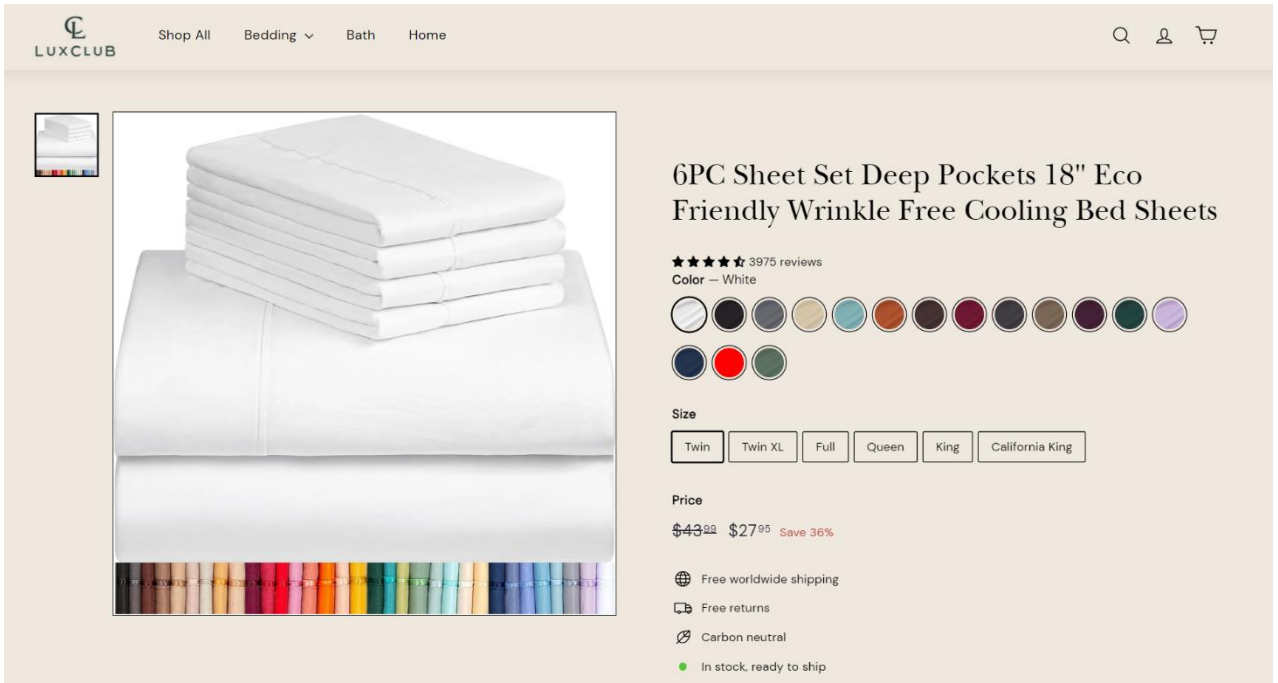 LUXCLUB
Shop All Bedding Bath Home
6PC Sheet Set Deep Pockets 18" Eco
Friendly Wrinkle Free Cooling Bed Sheets
3975 reviews
Color — White
Size
Twin Twin XL Full Queen King California King
Price
$43.99 $27.95 Save 36%
Free worldwide shipping
Free returns
Carbon neutral
In stock, ready to ship